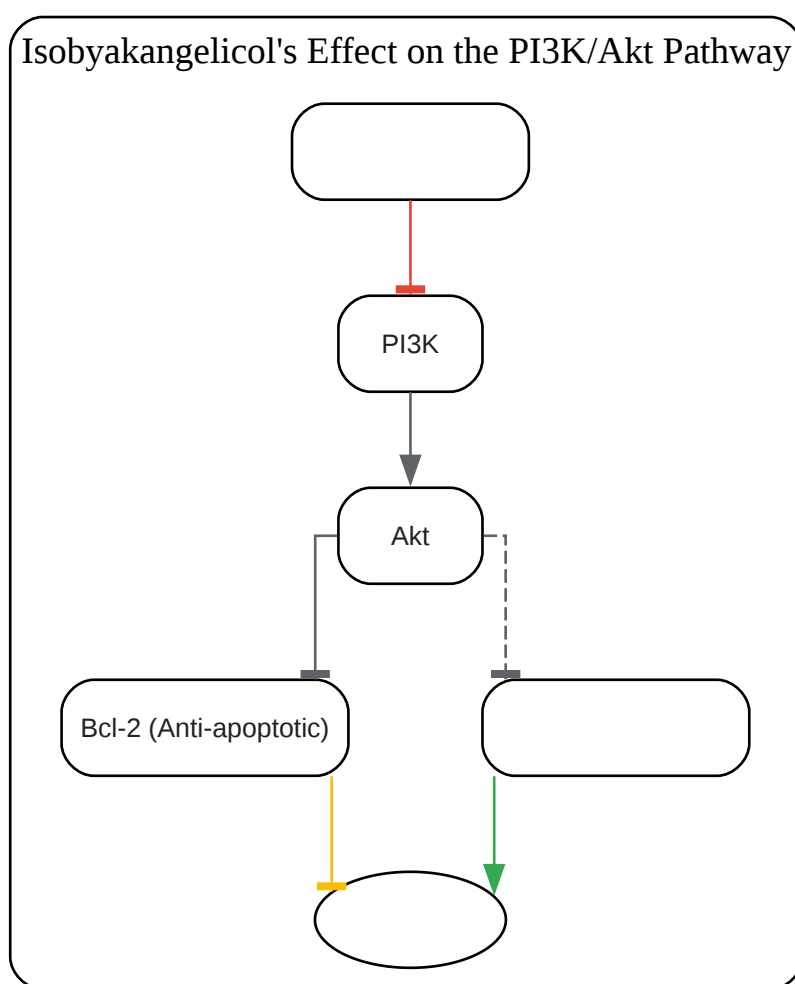 Isobyakangelicol's Effect on the PI3K/Akt Pathway
PI3K
Akt
Bcl-2 (Anti-apoptotic)